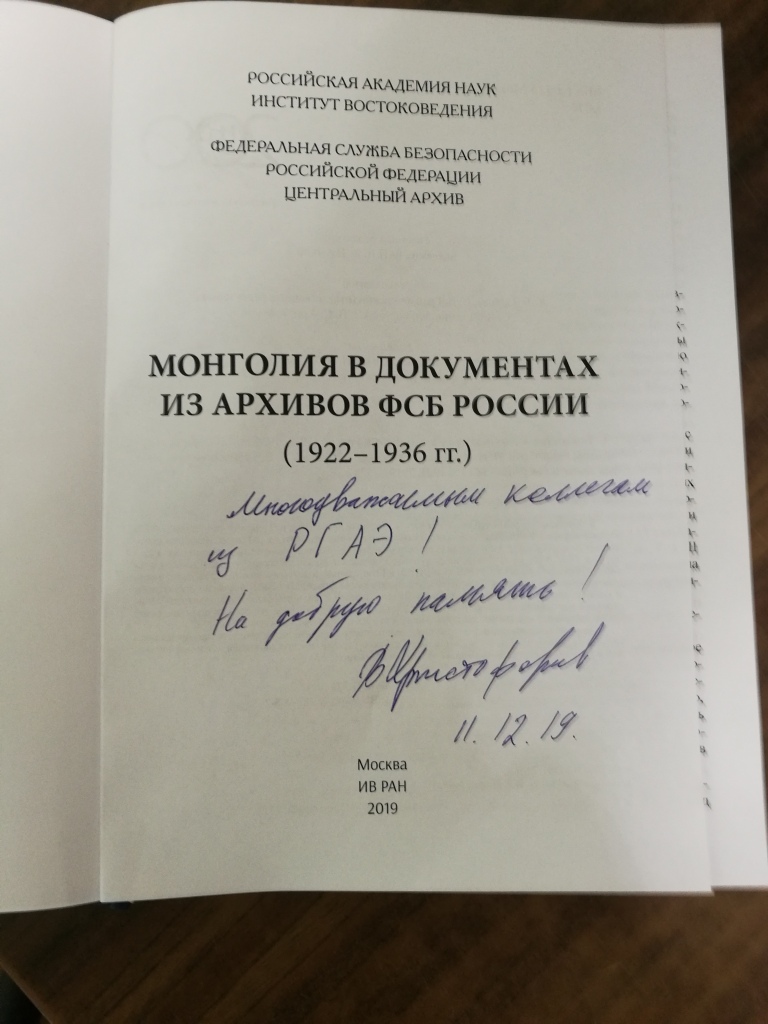 РОССИЙСКАЯ АКАДЕМИЯ НАУК
ИНСТИТУТ ВОСТОКОВЕДЕНИЯ
ФЕДЕРАЛЬНАЯ СЛУЖБА БЕЗОПАСНОСТИ
РОССИЙСКОЙ ФЕДЕРАЦИИ
ЦЕНТРАЛЬНЫЙ АРХИВ
МОНГОЛИЯ В ДОКУМЕНТАХ
ИЗ АРХИВОВ ФСБ РОССИИ
(1922–1936 гг.)
Многоуважаемым коллегам
из РГАЭ!
На добрую память!
ВХристофоров
11.12.19.
Москва
ИВ РАН
2019